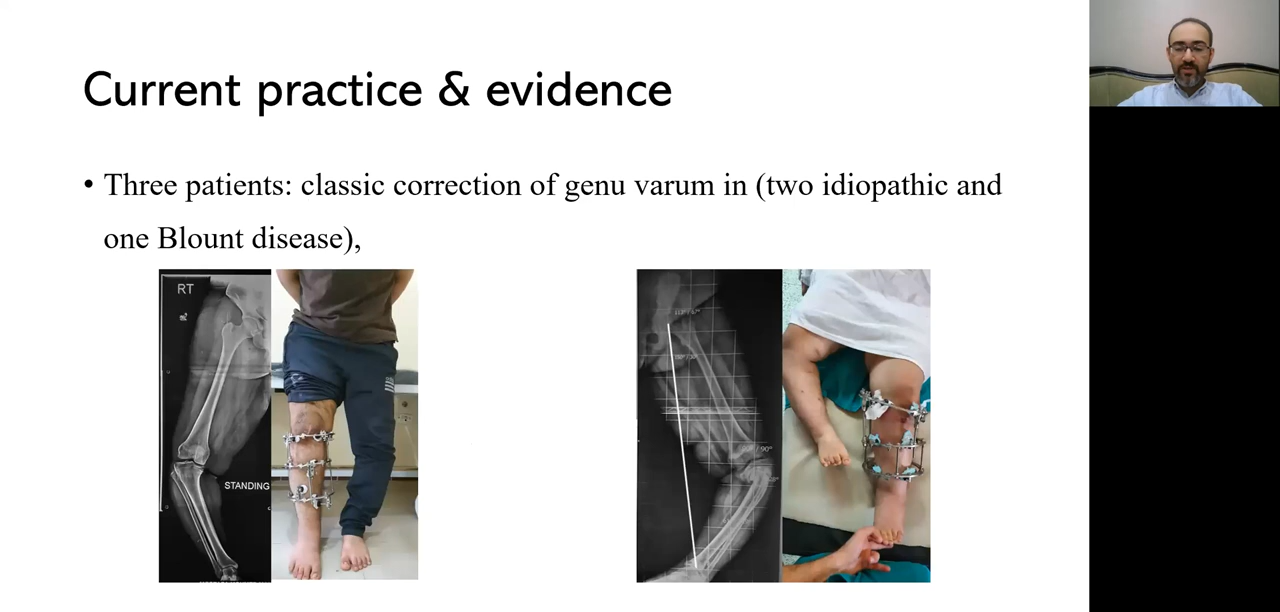 Current practice & evidence
• Three patients: classic correction of genu varum in (two idiopathic and
one Blount disease),
RT
STANDING